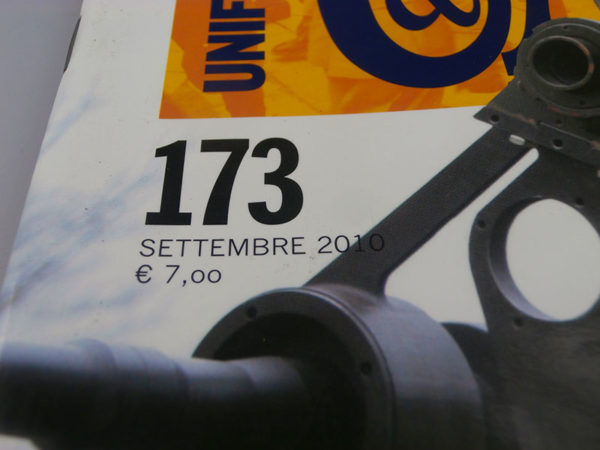 UNIF
&
173
SETTEMBRE 2010
€ 7,00